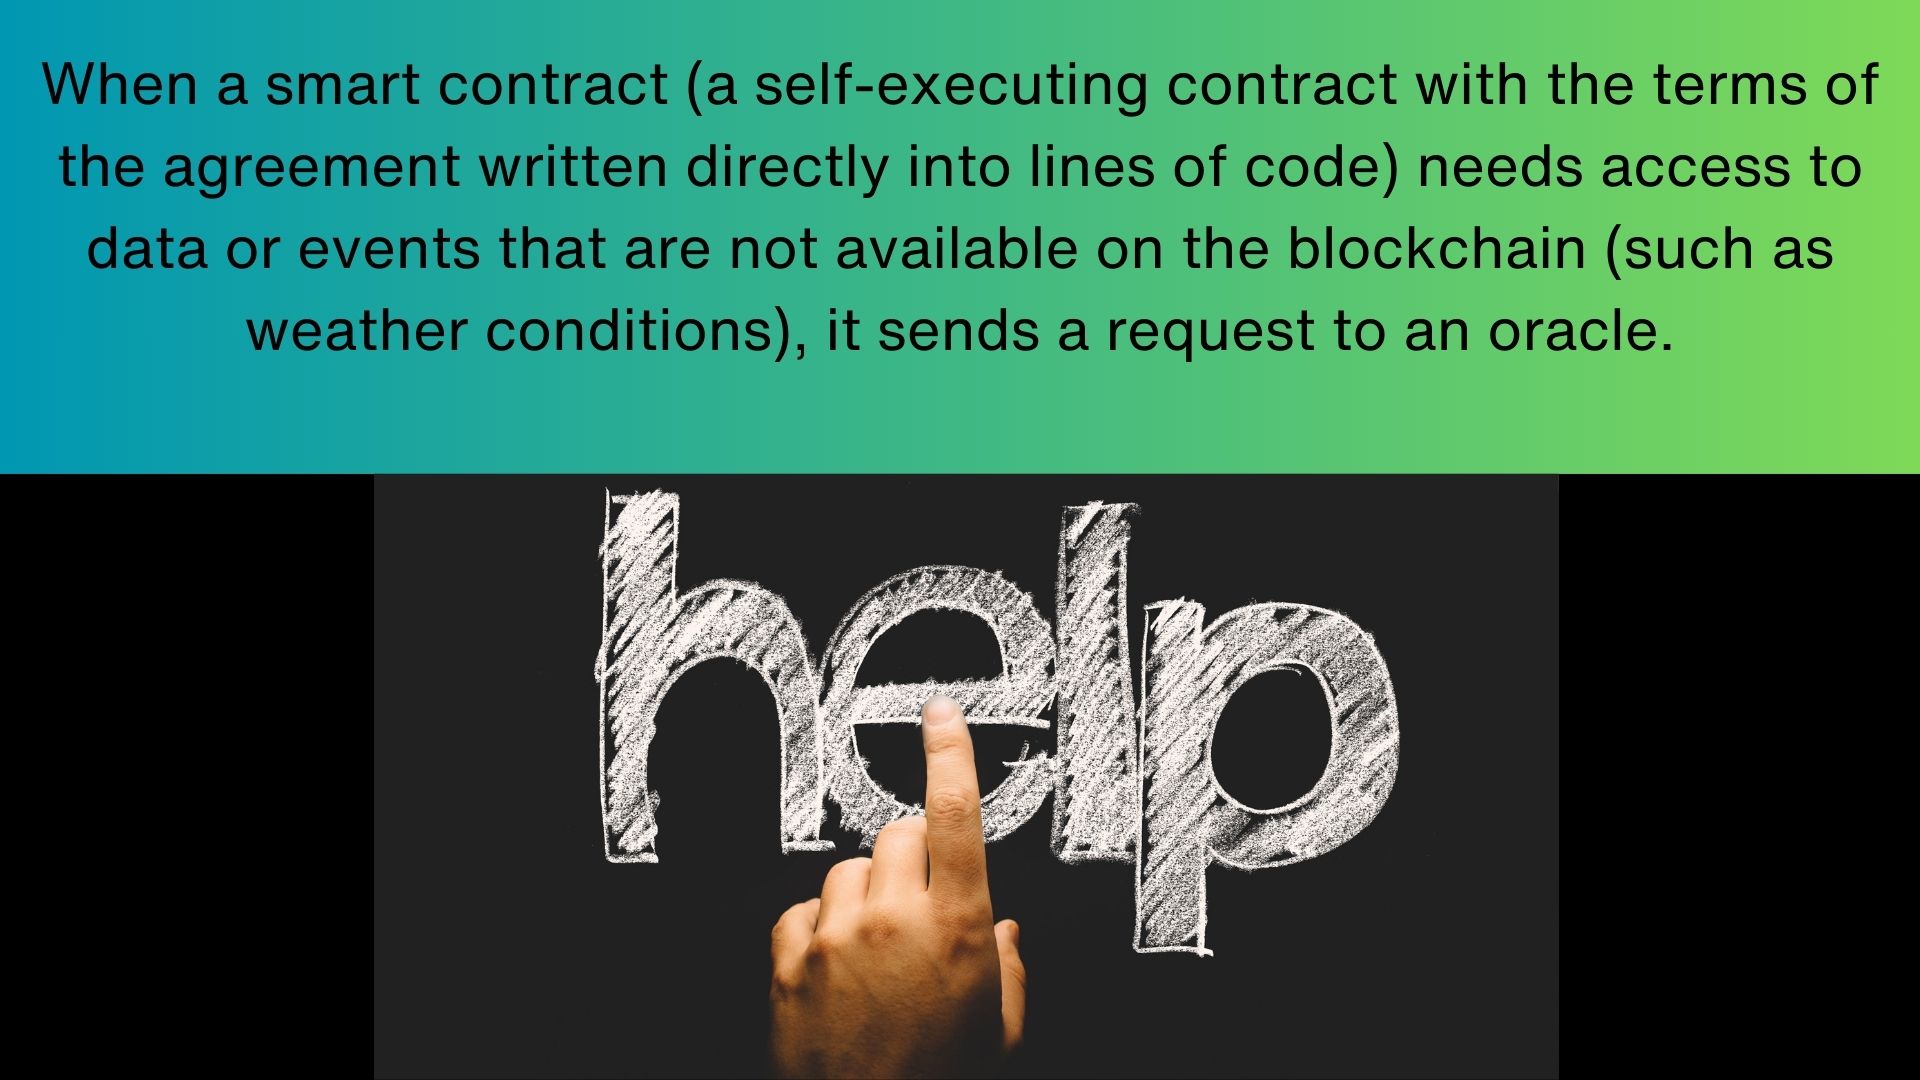 When a smart contract (a self-executing contract with the terms of
the agreement written directly into lines of code) needs access to
data or events that are not available on the blockchain (such as
weather conditions), it sends a request to an oracle.
help